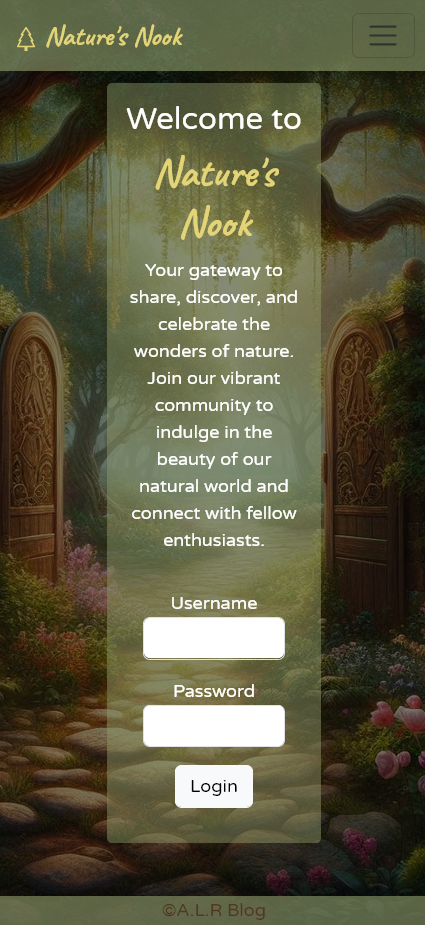 Nature's Nook
Welcome to
Nature's
Nook
Your gateway to
share, discover, and
celebrate the
wonders of nature.
Join our vibrant
community to
indulge in the
beauty of our
natural world and
connect with fellow
enthusiasts.
Username
Password
Login
©A.L.R Blog